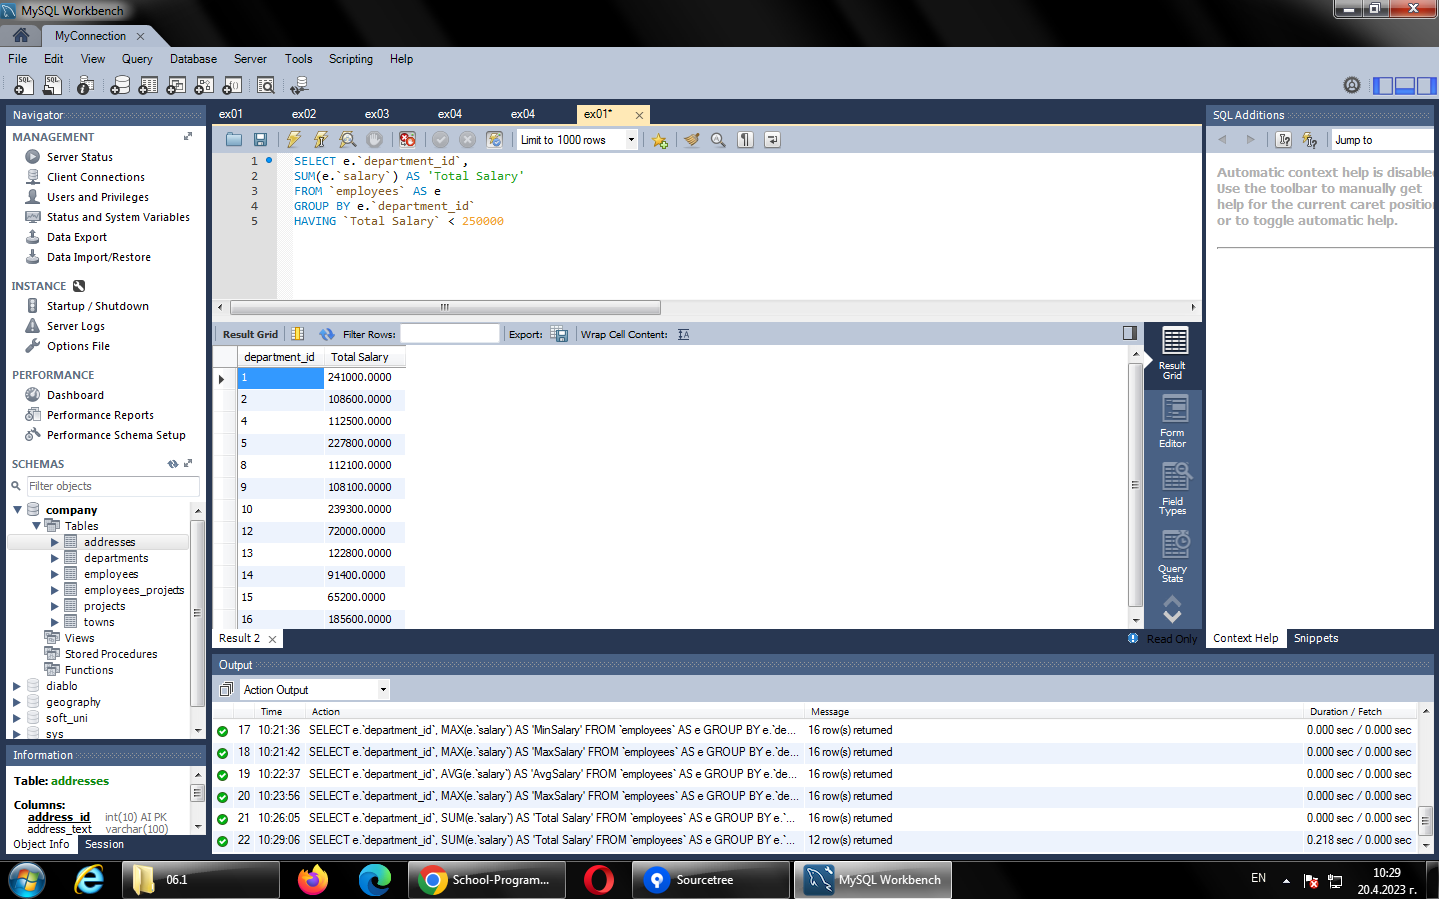 MySQL Workbench
MyConnection
File Edit View Query Database Server Tools Scripting Help
Navigator
MANAGEMENT
Server Status
Client Connections
Users and Privileges
Status and System Variables
Data Export
Data Import/Restore
INSTANCE
Startup / Shutdown
Server Logs
Options File
PERFORMANCE
Dashboard
Performance Reports
Performance Schema Setup
SCHEMAS
Filter objects
company
Tables
addresses
departments
employees
employees_projects
projects
towns
Views
Stored Procedures
Functions
diablo
geography
soft_uni
sys
Information
Table: addresses
Columns:
address_id int(10) AI PK
address_text varchar(100)
Object Info Session
ex01 ex02 ex03 ex04 ex04 ex01*
Limit to 1000 rows
1 SELECT e.`department_id`,
2 SUM(e.`salary`) AS 'Total Salary'
3 FROM `employees` AS e
4 GROUP BY e.`department_id`
5 HAVING `Total Salary` < 250000
Result Grid Filter Rows: Export: Wrap Cell Content:
department_id Total Salary
1 241000.0000
2 108600.0000
4 112500.0000
5 227800.0000
8 112100.0000
9 108100.0000
10 239300.0000
12 72000.0000
13 122800.0000
14 91400.0000
15 65200.0000
16 185600.0000
Result Grid
Form Editor
Field Types
Query Stats
Result 2
Read Only
SQL Additions
Jump to
Automatic context help is disable
Use the toolbar to manually get
help for the current caret position
or to toggle automatic help.
Context Help Snippets
Output
Action Output
Time Action Message Duration / Fetch
17 10:21:36 SELECT e.`department_id`, MAX(e.`salary`) AS 'MinSalary' FROM `employees` AS e GROUP BY e.`de... 16 row(s) returned 0.000 sec / 0.000 sec
18 10:21:42 SELECT e.`department_id`, MAX(e.`salary`) AS 'MaxSalary' FROM `employees` AS e GROUP BY e.`d... 16 row(s) returned 0.000 sec / 0.000 sec
19 10:22:37 SELECT e.`department_id`, AVG(e.`salary`) AS 'AvgSalary' FROM `employees` AS e GROUP BY e.`de... 16 row(s) returned 0.000 sec / 0.000 sec
20 10:23:56 SELECT e.`department_id`, MAX(e.`salary`) AS 'MaxSalary' FROM `employees` AS e GROUP BY e.`d... 16 row(s) returned 0.000 sec / 0.000 sec
21 10:26:05 SELECT e.`department_id`, SUM(e.`salary`) AS 'Total Salary' FROM `employees` AS e GROUP BY e.`... 16 row(s) returned 0.000 sec / 0.000 sec
22 10:29:06 SELECT e.`department_id`, SUM(e.`salary`) AS 'Total Salary' FROM `employees` AS e GROUP BY e.`... 12 row(s) returned 0.218 sec / 0.000 sec
06.1
School-Program...
Sourcetree
MySQL Workbench
EN
10:29
20.4.2023 г.